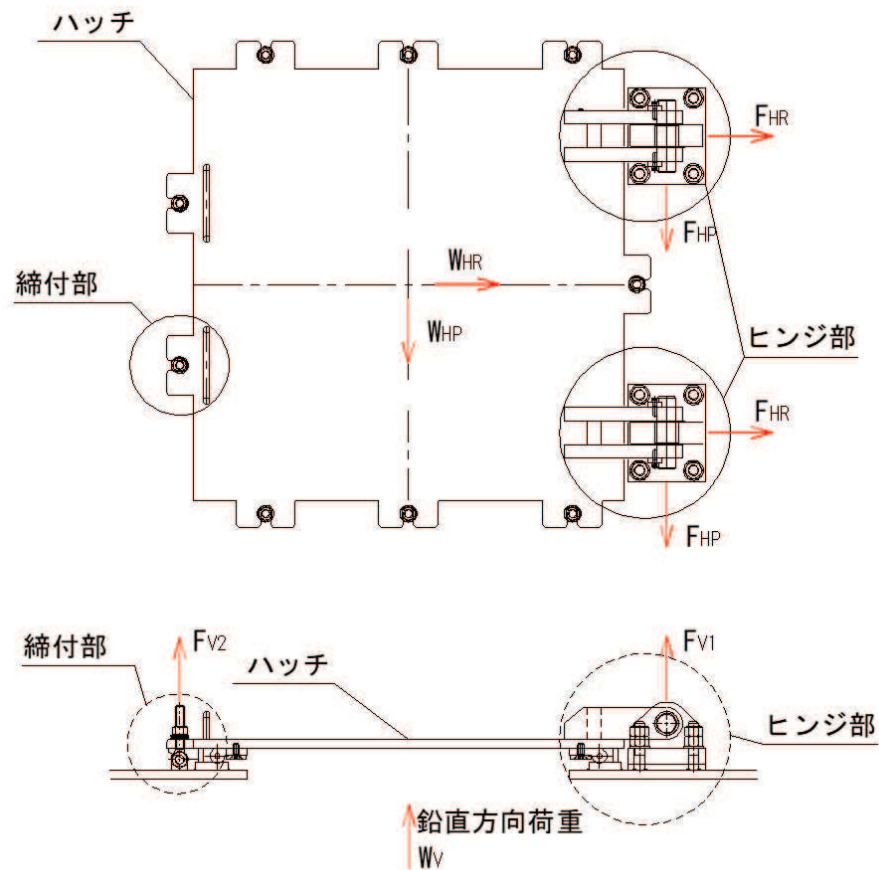 ハッチ
FHR
FHP
WHR
締付部
WHP
ヒンジ部
FHR
FHP
締付部
FV2
ハッチ
FV1
ヒンジ部
鉛直方向荷重
WV